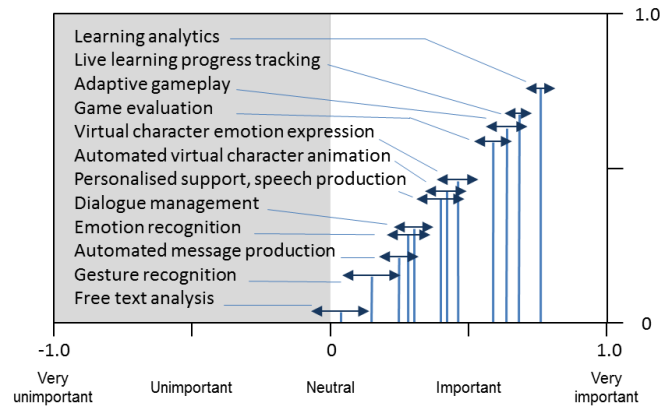 1.0
Learning analytics
Live learning progress tracking
Adaptive gameplay
Game evaluation
Virtual character emotion expression
Automated virtual character animation
Personalised support, speech production
Dialogue management
Emotion recognition
Automated message production
Gesture recognition
Free text analysis
0
-1.0 0 1.0
Very unimportant Unimportant Neutral Important Very important